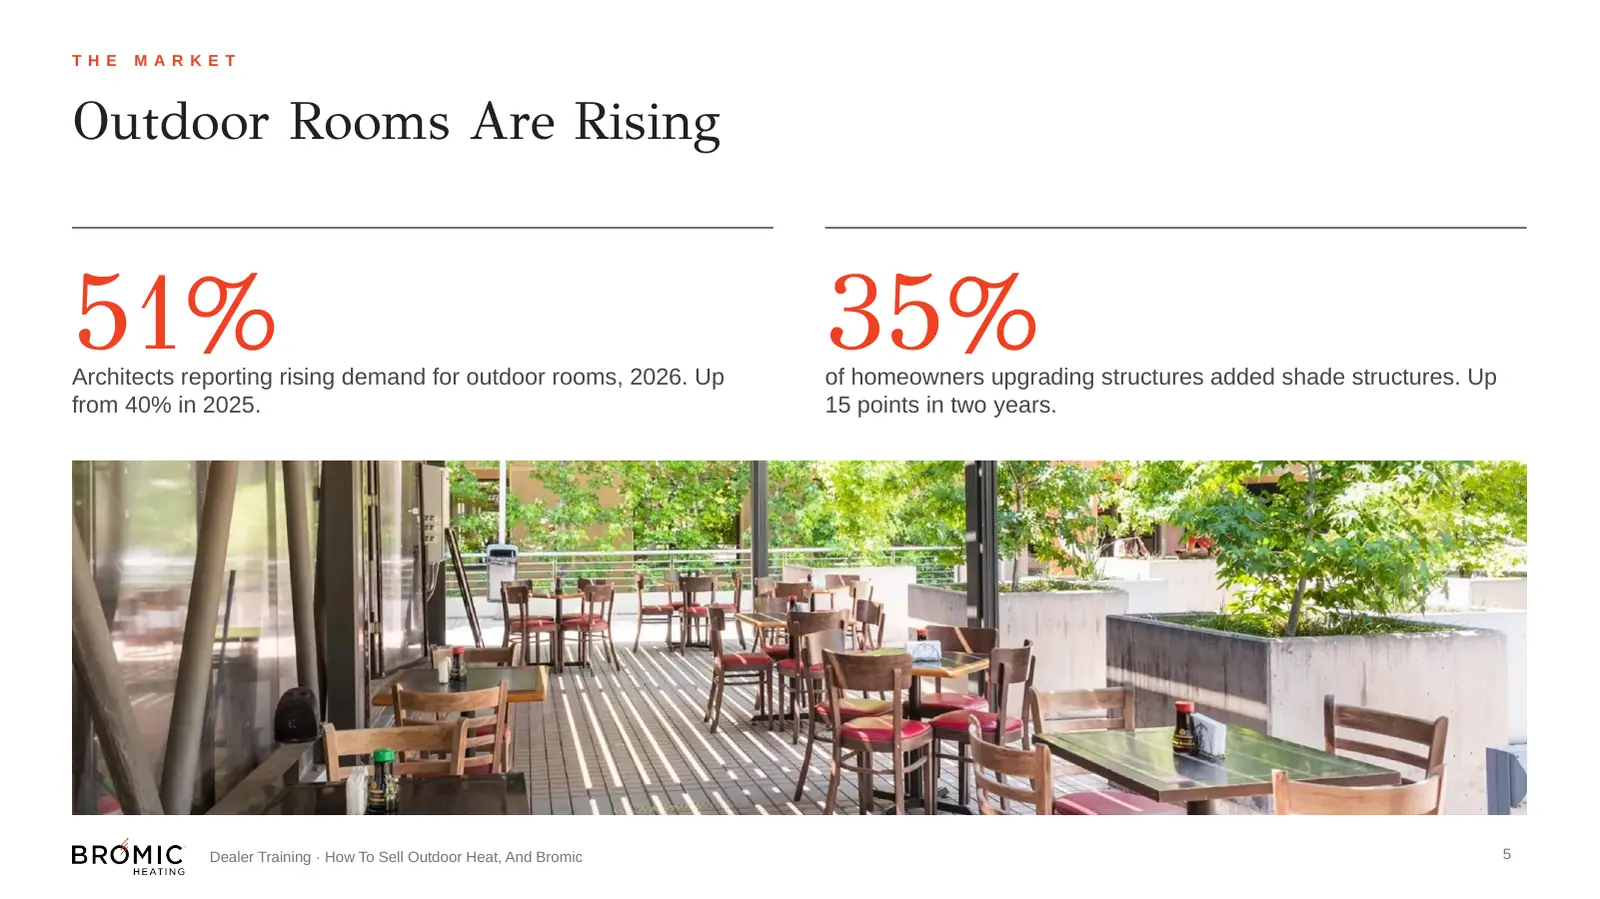 THE MARKET
Outdoor Rooms Are Rising
51%
Architects reporting rising demand for outdoor rooms, 2026. Up
from 40% in 2025.
35%
of homeowners upgrading structures added shade structures. Up
15 points in two years.
BROMIC
HEATING
Dealer Training · How To Sell Outdoor Heat, And Bromic
5